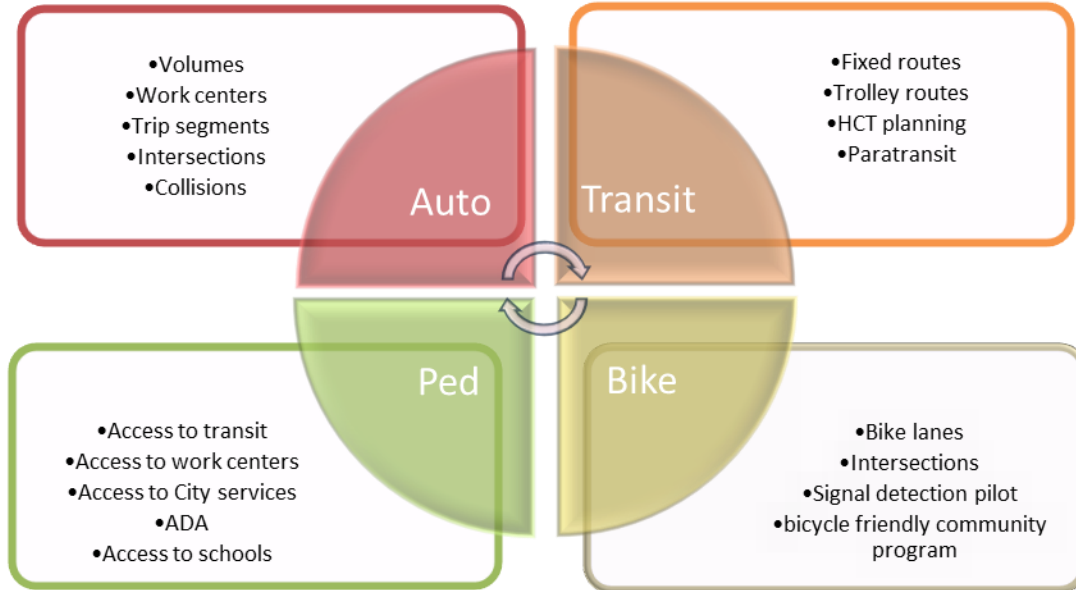 •Volumes
•Work centers
•Trip segments
•Intersections
•Collisions
Auto
•Fixed routes
•Trolley routes
•HCT planning
•Paratransit
Transit
Ped
•Access to transit
•Access to work centers
•Access to City services
•ADA
•Access to schools
Bike
•Bike lanes
•Intersections
•Signal detection pilot
•bicycle friendly community
program